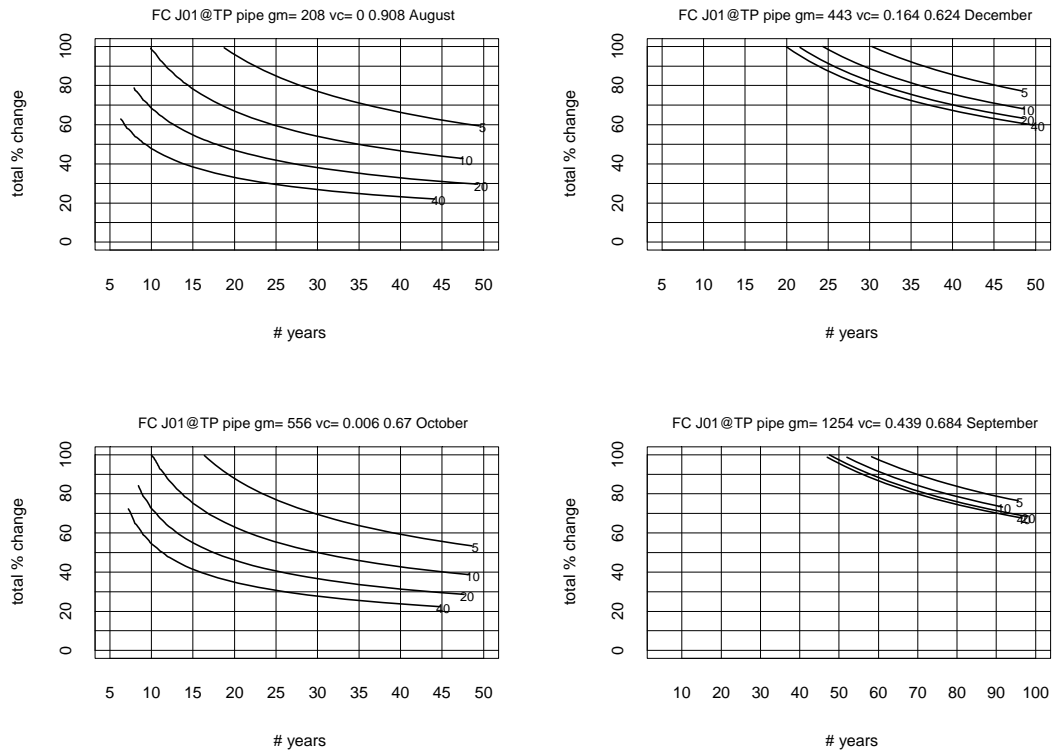 FC J01@TP pipe gm= 208 vc= 0 0.908 August
total % change
0 20 40 60 80 100
5
10
20
40
5 10 15 20 25 30 35 40 45 50
# years
FC J01@TP pipe gm= 443 vc= 0.164 0.624 December
total % change
0 20 40 60 80 100
5
10
20
40
5 10 15 20 25 30 35 40 45 50
# years
FC J01@TP pipe gm= 556 vc= 0.006 0.67 October
total % change
0 20 40 60 80 100
5
10
20
40
5 10 15 20 25 30 35 40 45 50
# years
FC J01@TP pipe gm= 1254 vc= 0.439 0.684 September
total % change
0 20 40 60 80 100
5
10
20
40
10 20 30 40 50 60 70 80 90 100
# years